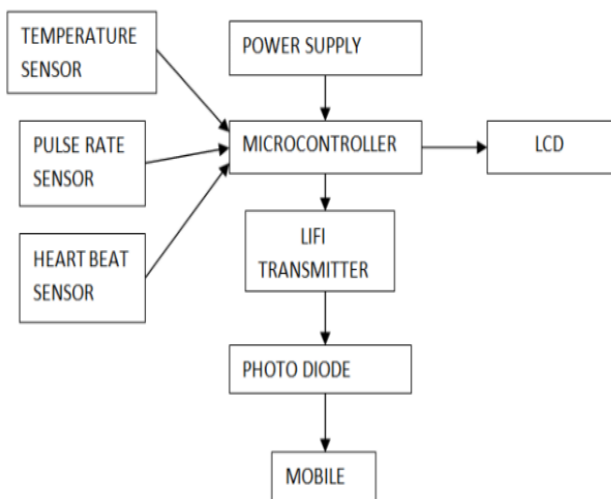 TEMPERATURE
SENSOR
POWER SUPPLY
PULSE RATE
SENSOR
MICROCONTROLLER
LCD
HEART BEAT
SENSOR
LIFI
TRANSMITTER
PHOTO DIODE
MOBILE